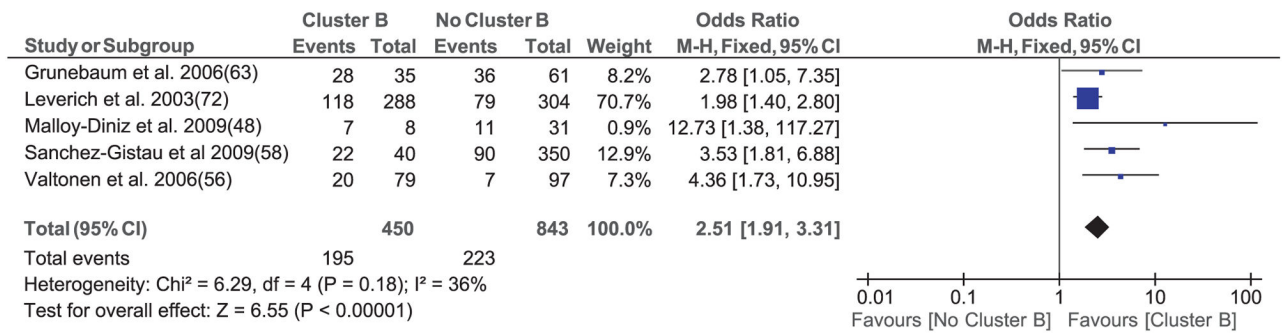 Cluster B No Cluster B Odds Ratio Odds Ratio
Study or Subgroup Events Total Events Total Weight M-H, Fixed, 95% CI M-H, Fixed, 95% CI
Grunebaum et al. 2006(63) 28 35 36 61 8.2% 2.78 [1.05, 7.35]
Leverich et al. 2003(72) 118 288 79 304 70.7% 1.98 [1.40, 2.80]
Malloy-Diniz et al. 2009(48) 7 8 11 31 0.9% 12.73 [1.38, 117.27]
Sanchez-Gistau et al 2009(58) 22 40 90 350 12.9% 3.53 [1.81, 6.88]
Valtonen et al. 2006(56) 20 79 7 97 7.3% 4.36 [1.73, 10.95]
Total (95% CI) 450 843 100.0% 2.51 [1.91, 3.31]
Total events 195 223
Heterogeneity: Chi² = 6.29, df = 4 (P = 0.18); I² = 36%
Test for overall effect: Z = 6.55 (P < 0.00001)
0.01 0.1 1 10 100
Favours [No Cluster B] Favours [Cluster B]